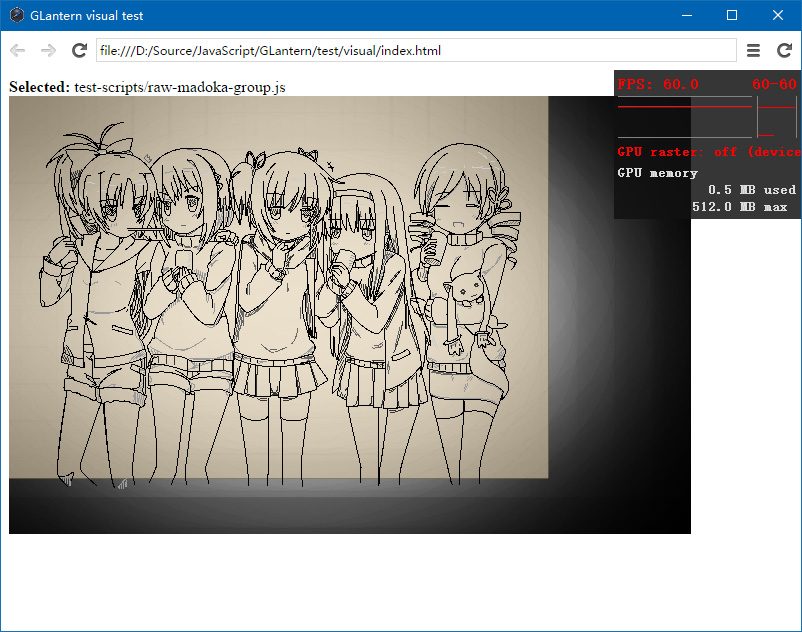 GLantern visual test
file:///D:/Source/JavaScript/GLantern/test/visual/index.html
Selected: test-scripts/raw-madoka-group.js
FPS: 60.0 60-60
GPU raster: off (device
GPU memory
0.5 MB used
512.0 MB max